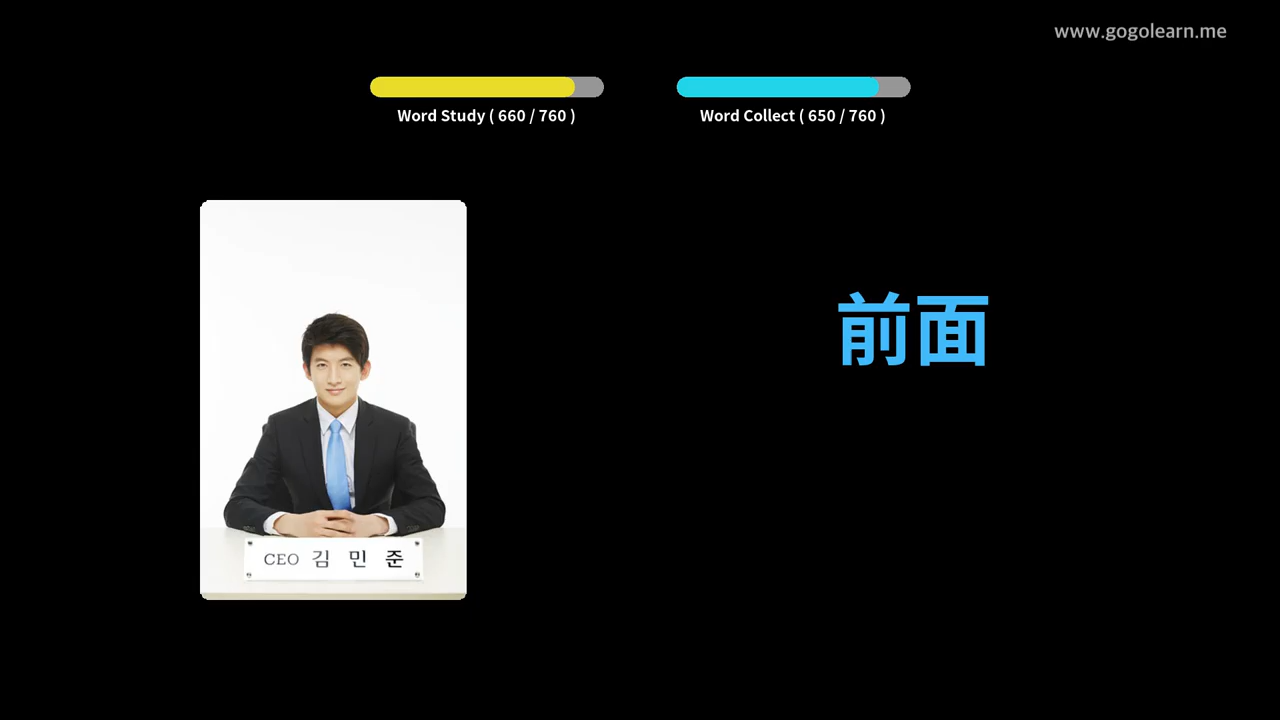 www.gogolearn.me
Word Study ( 660 / 760 )
Word Collect ( 650 / 760 )
前面
CEO 김 민 준